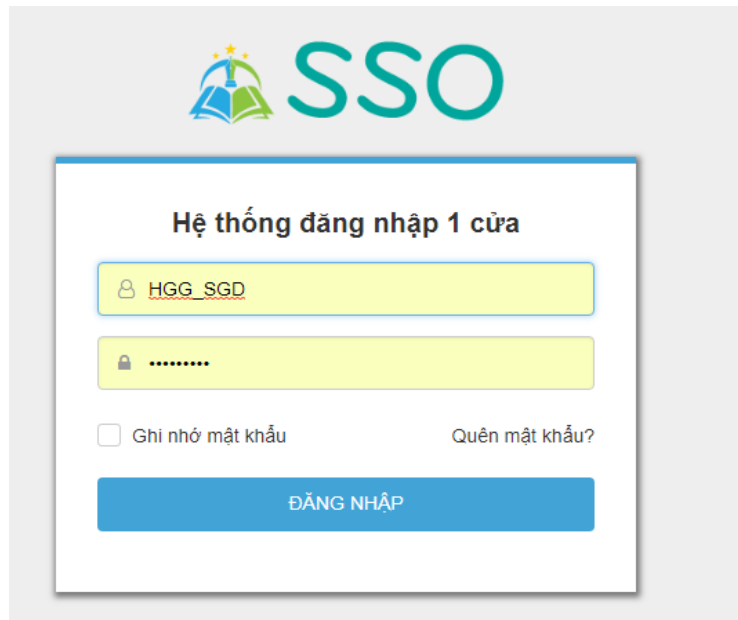 SSO
Hệ thống đăng nhập 1 cửa
HGG_SGD
•••••••••
Ghi nhớ mật khẩu
Quên mật khẩu?
ĐĂNG NHẬP